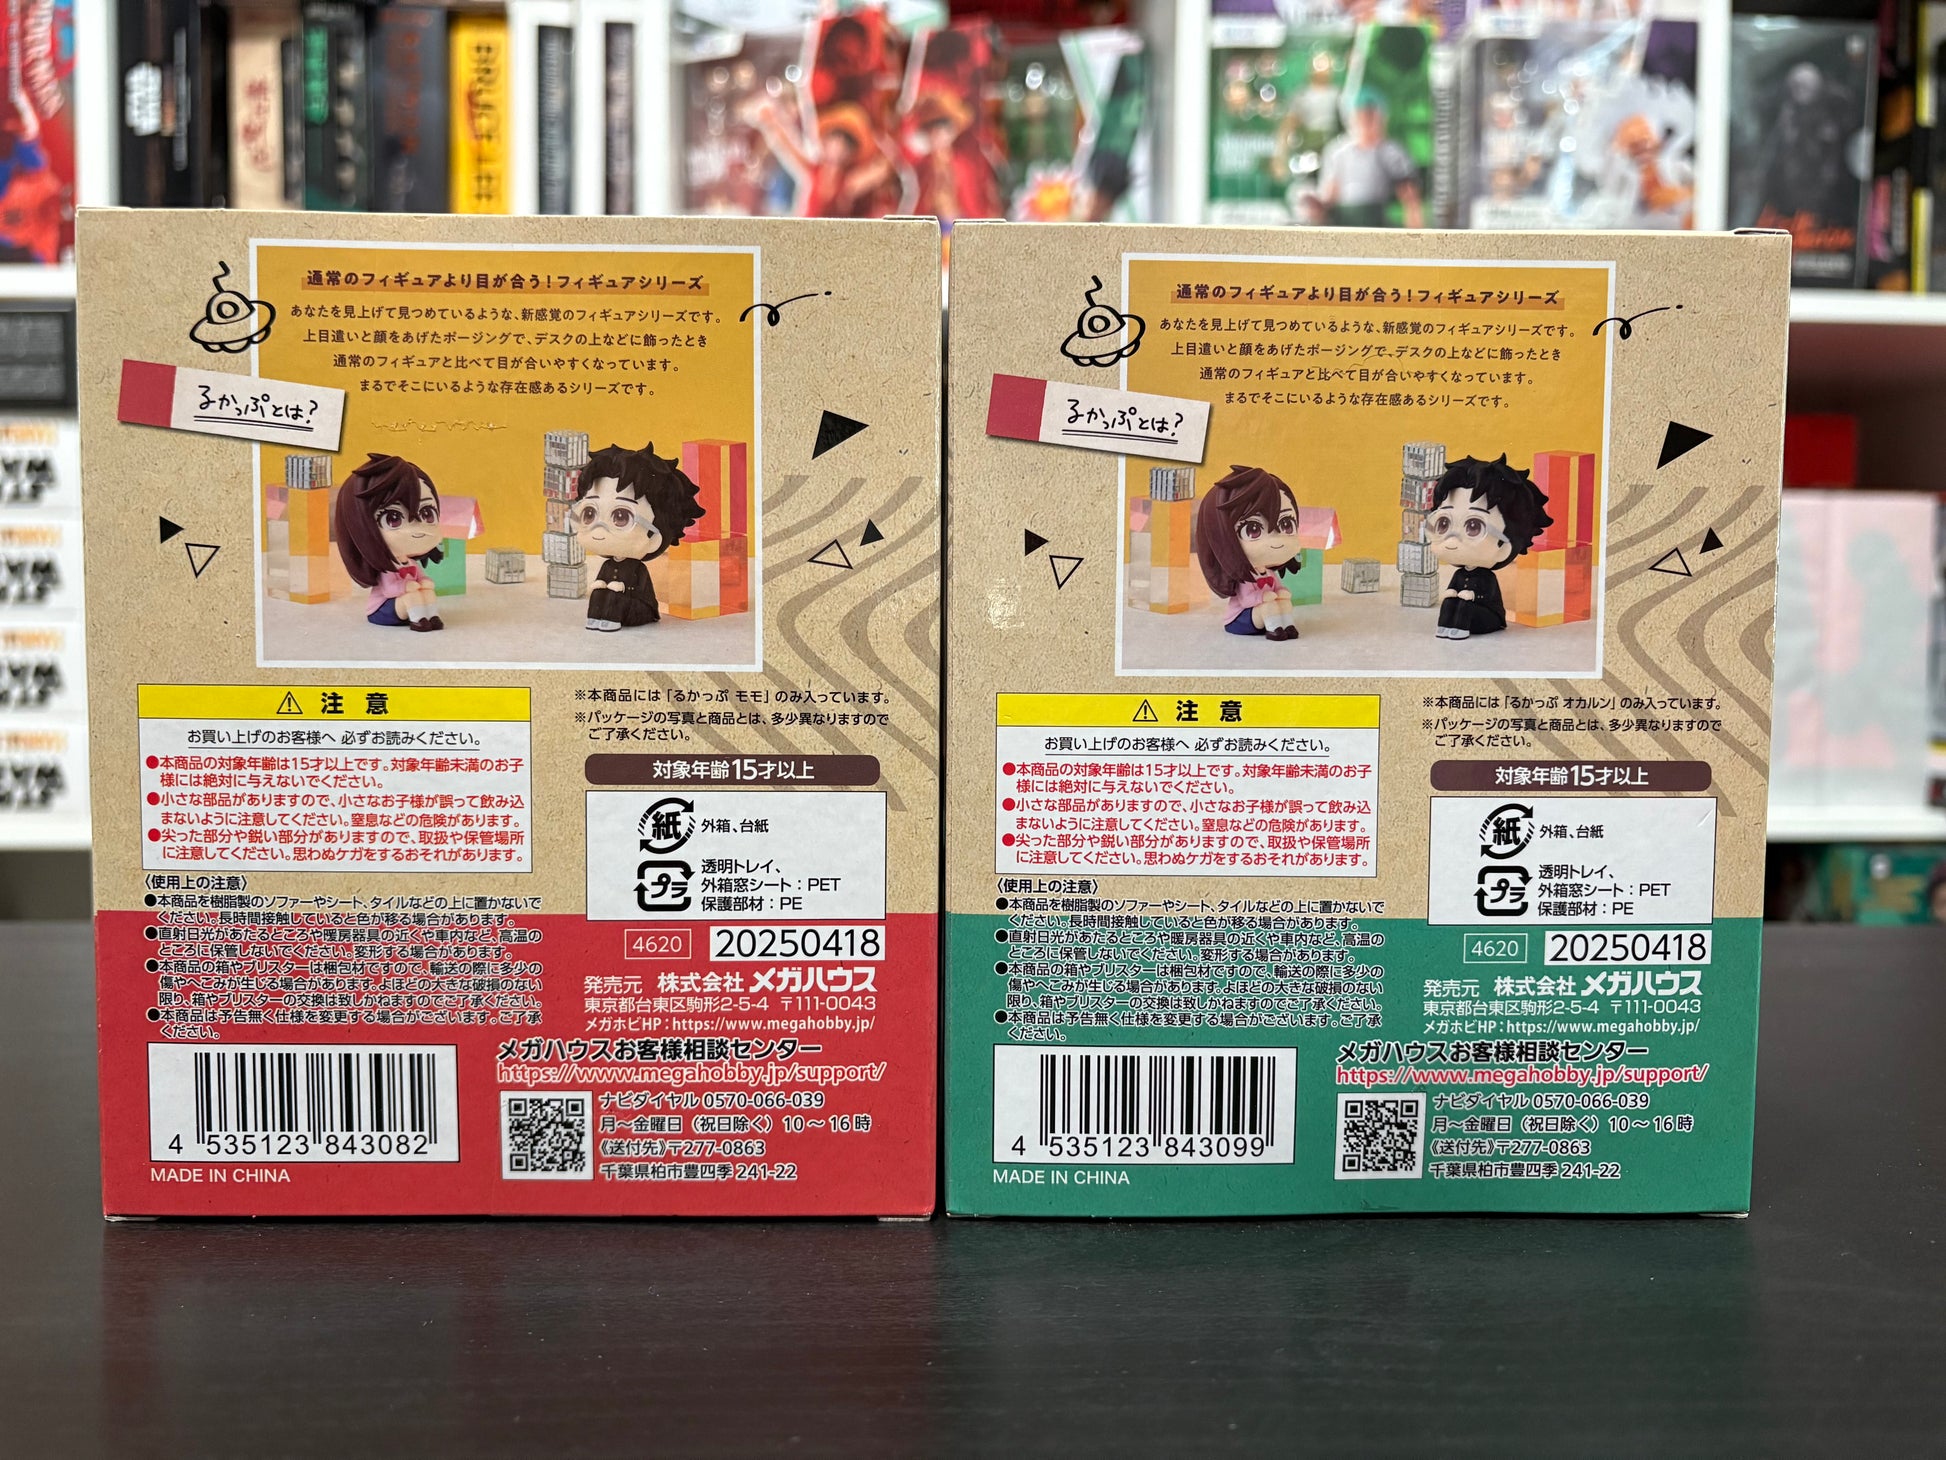 BRUCE LEE
通常のフィギュアより目が合う！フィギュアシリーズ
あなたを見上げて見つめているような、新感覚のフィギュアシリーズです。
上目遣いと顔をあげたポージングで、デスクの上などに飾ったとき
通常のフィギュアと比べて目が合いやすくなっています。
まるでそこにいるような存在感あるシリーズです。
るかっぷとは?
注意
お買い上げのお客様へ 必ずお読みください。
●本商品の対象年齢は15才以上です。対象年齢未満のお子
様には絶対に与えないでください。
●小さな部品がありますので、小さなお子様が誤って飲み込
まないように注意してください。窒息などの危険があります。
●尖った部分や鋭い部分がありますので、取扱や保管場所
に注意してください。思わぬケガをするおそれがあります。
〈使用上の注意〉
●本商品を樹脂製のソファーやシート、タイルなどの上に置かないで
ください。長時間接触していると色が移る場合があります。
●直射日光があたるところや暖房器具の近くや車内など、高温の
ところに保管しないでください。変形する場合があります。
●本商品の箱やブリスターは梱包材ですので、輸送の際に多少の
傷やへこみが生じる場合があります。よほどの大きな破損のない
限り、箱やブリスターの交換は致しかねますのでご了承ください。
●本商品は予告無く仕様を変更する場合がございます。ご了承
ください。
※本商品には「るかっぷ モモ」のみ入っています。
※パッケージの写真と商品とは、多少異なりますので
ご了承ください。
対象年齢15才以上
紙 外箱、台紙
プラ 透明トレイ、
外箱窓シート：PET
保護部材：PE
4620 20250418
発売元 株式会社 メガハウス
東京都台東区駒形2-5-4 〒111-0043
メガホビHP：https://www.megahobby.jp/
メガハウスお客様相談センター
https://www.megahobby.jp/support/
ナビダイヤル 0570-066-039
月〜金曜日（祝日除く）10〜16時
《送付先》〒277-0863
千葉県柏市豊四季 241-22
4 535123 843082
MADE IN CHINA
通常のフィギュアより目が合う！フィギュアシリーズ
あなたを見上げて見つめているような、新感覚のフィギュアシリーズです。
上目遣いと顔をあげたポージングで、デスクの上などに飾ったとき
通常のフィギュアと比べて目が合いやすくなっています。
まるでそこにいるような存在感あるシリーズです。
るかっぷとは?
注意
お買い上げのお客様へ 必ずお読みください。
●本商品の対象年齢は15才以上です。対象年齢未満のお子
様には絶対に与えないでください。
●小さな部品がありますので、小さなお子様が誤って飲み込
まないように注意してください。窒息などの危険があります。
●尖った部分や鋭い部分がありますので、取扱や保管場所
に注意してください。思わぬケガをするおそれがあります。
〈使用上の注意〉
●本商品を樹脂製のソファーやシート、タイルなどの上に置かないで
ください。長時間接触していると色が移る場合があります。
●直射日光があたるところや暖房器具の近くや車内など、高温の
ところに保管しないでください。変形する場合があります。
●本商品の箱やブリスターは梱包材ですので、輸送の際に多少の
傷やへこみが生じる場合があります。よほどの大きな破損のない
限り、箱やブリスターの交換は致しかねますのでご了承ください。
●本商品は予告無く仕様を変更する場合がございます。ご了承
ください。
※本商品には「るかっぷ オカルン」のみ入っています。
※パッケージの写真と商品とは、多少異なりますので
ご了承ください。
対象年齢15才以上
紙 外箱、台紙
プラ 透明トレイ、
外箱窓シート：PET
保護部材：PE
4620 20250418
発売元 株式会社 メガハウス
東京都台東区駒形2-5-4 〒111-0043
メガホビHP：https://www.megahobby.jp/
メガハウスお客様相談センター
https://www.megahobby.jp/support/
ナビダイヤル 0570-066-039
月〜金曜日（祝日除く）10〜16時
《送付先》〒277-0863
千葉県柏市豊四季 241-22
4 535123 843099
MADE IN CHINA